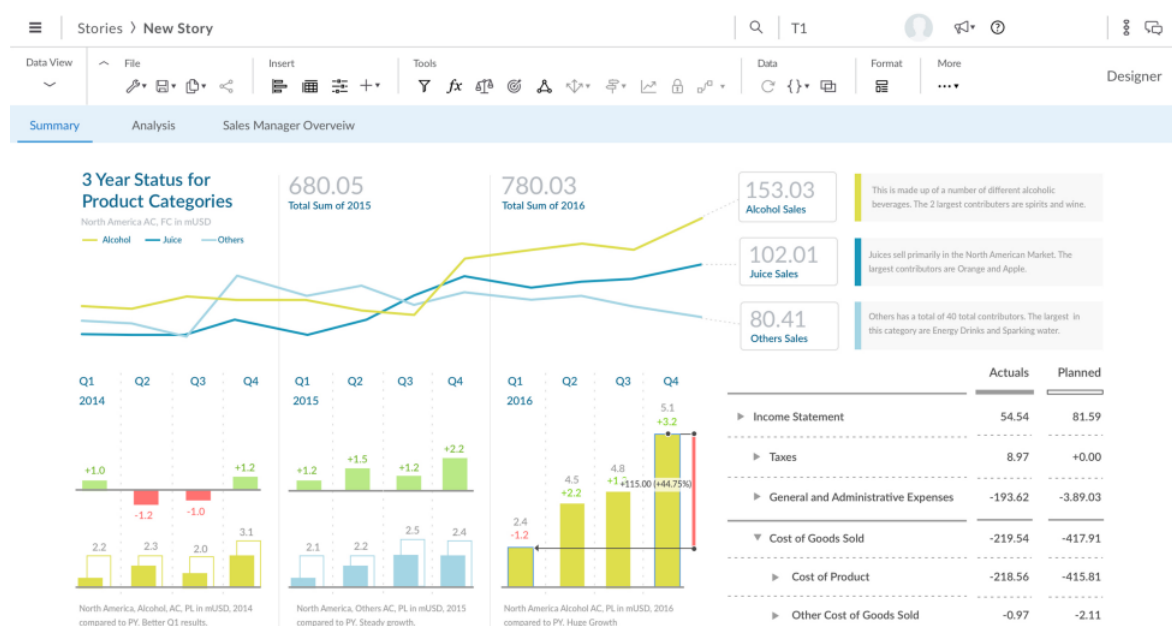 Stories > New Story
T1
Data View
File
Insert
Tools
Data
Format
More
Designer
Summary
Analysis
Sales Manager Overveiw
3 Year Status for
Product Categories
North America AC, FC in mUSD
Alcohol
Juice
Others
680.05
Total Sum of 2015
780.03
Total Sum of 2016
153.03
Alcohol Sales
This is made up of a number of different alcoholic
beverages. The 2 largest contributers are spirits and wine.
102.01
Juice Sales
Juices sell primarily in the North American Market. The
largest contributors are Orange and Apple.
80.41
Others Sales
Others has a total of 40 total contributors. The largest in
this category are Energy Drinks and Sparking water.
Q1 Q2 Q3 Q4
2014
Q1 Q2 Q3 Q4
2015
Q1 Q2 Q3 Q4
2016
+1.0 -1.2 -1.0 +1.2
2.2 2.3 2.0 3.1
North America, Alcohol, AC, PL in mUSD, 2014
compared to PY. Better Q1 results.
+1.2 +1.5 +1.2 +2.2
2.1 2.2 2.5 2.4
North America, Others AC, PL in mUSD, 2015
compared to PY. Steady growth.
2.4 4.5 4.8 5.1
-1.2 +2.2 +3.2
+115.00 (+44.75%)
North America Alcohol AC, PL in mUSD, 2016
compared to PY. Huge Growth
Actuals Planned
Income Statement 54.54 81.59
Taxes 8.97 +0.00
General and Administrative Expenses -193.62 -3.89.03
Cost of Goods Sold -219.54 -417.91
Cost of Product -218.56 -415.81
Other Cost of Goods Sold -0.97 -2.11